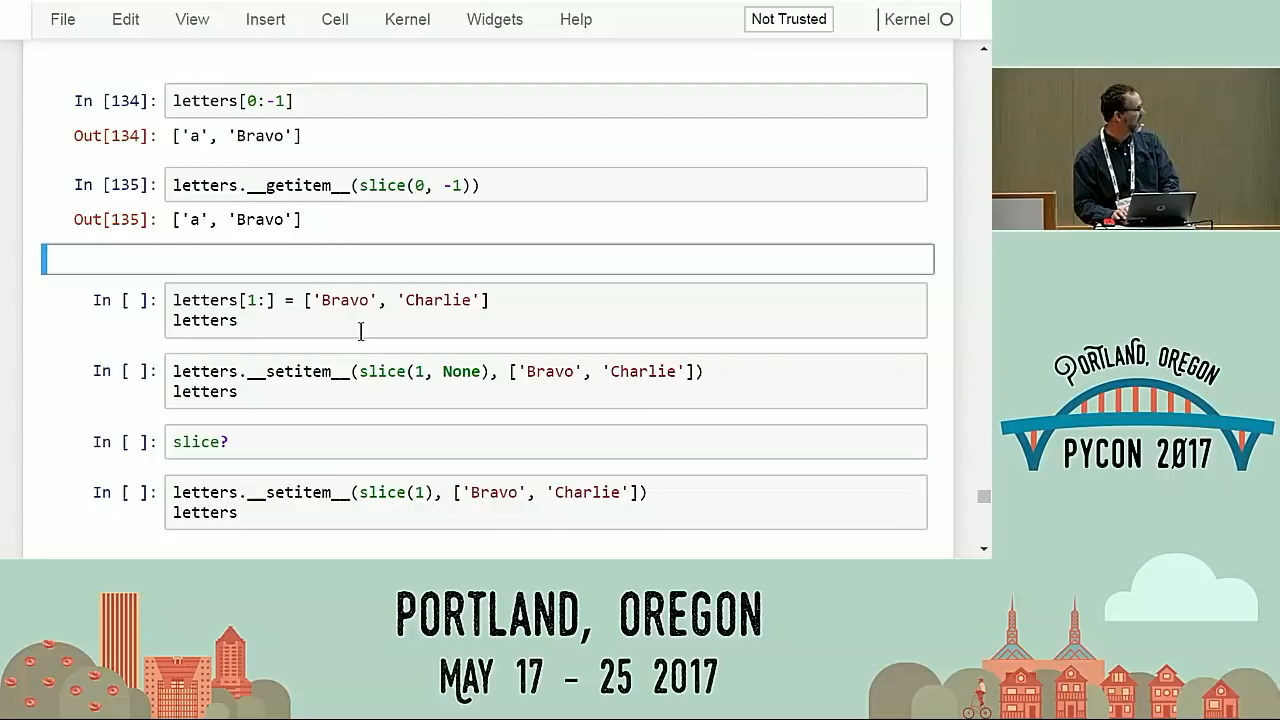 File Edit View Insert Cell Kernel Widgets Help Not Trusted Kernel
In [134]: letters[0:-1]
Out[134]: ['a', 'Bravo']
In [135]: letters.__getitem__(slice(0, -1))
Out[135]: ['a', 'Bravo']
In [ ]: letters[1:] = ['Bravo', 'Charlie']
letters
In [ ]: letters.__setitem__(slice(1, None), ['Bravo', 'Charlie'])
letters
In [ ]: slice?
In [ ]: letters.__setitem__(slice(1), ['Bravo', 'Charlie'])
letters
PORTLAND, OREGON
PYCON 2017
PORTLAND, OREGON
MAY 17 - 25 2017